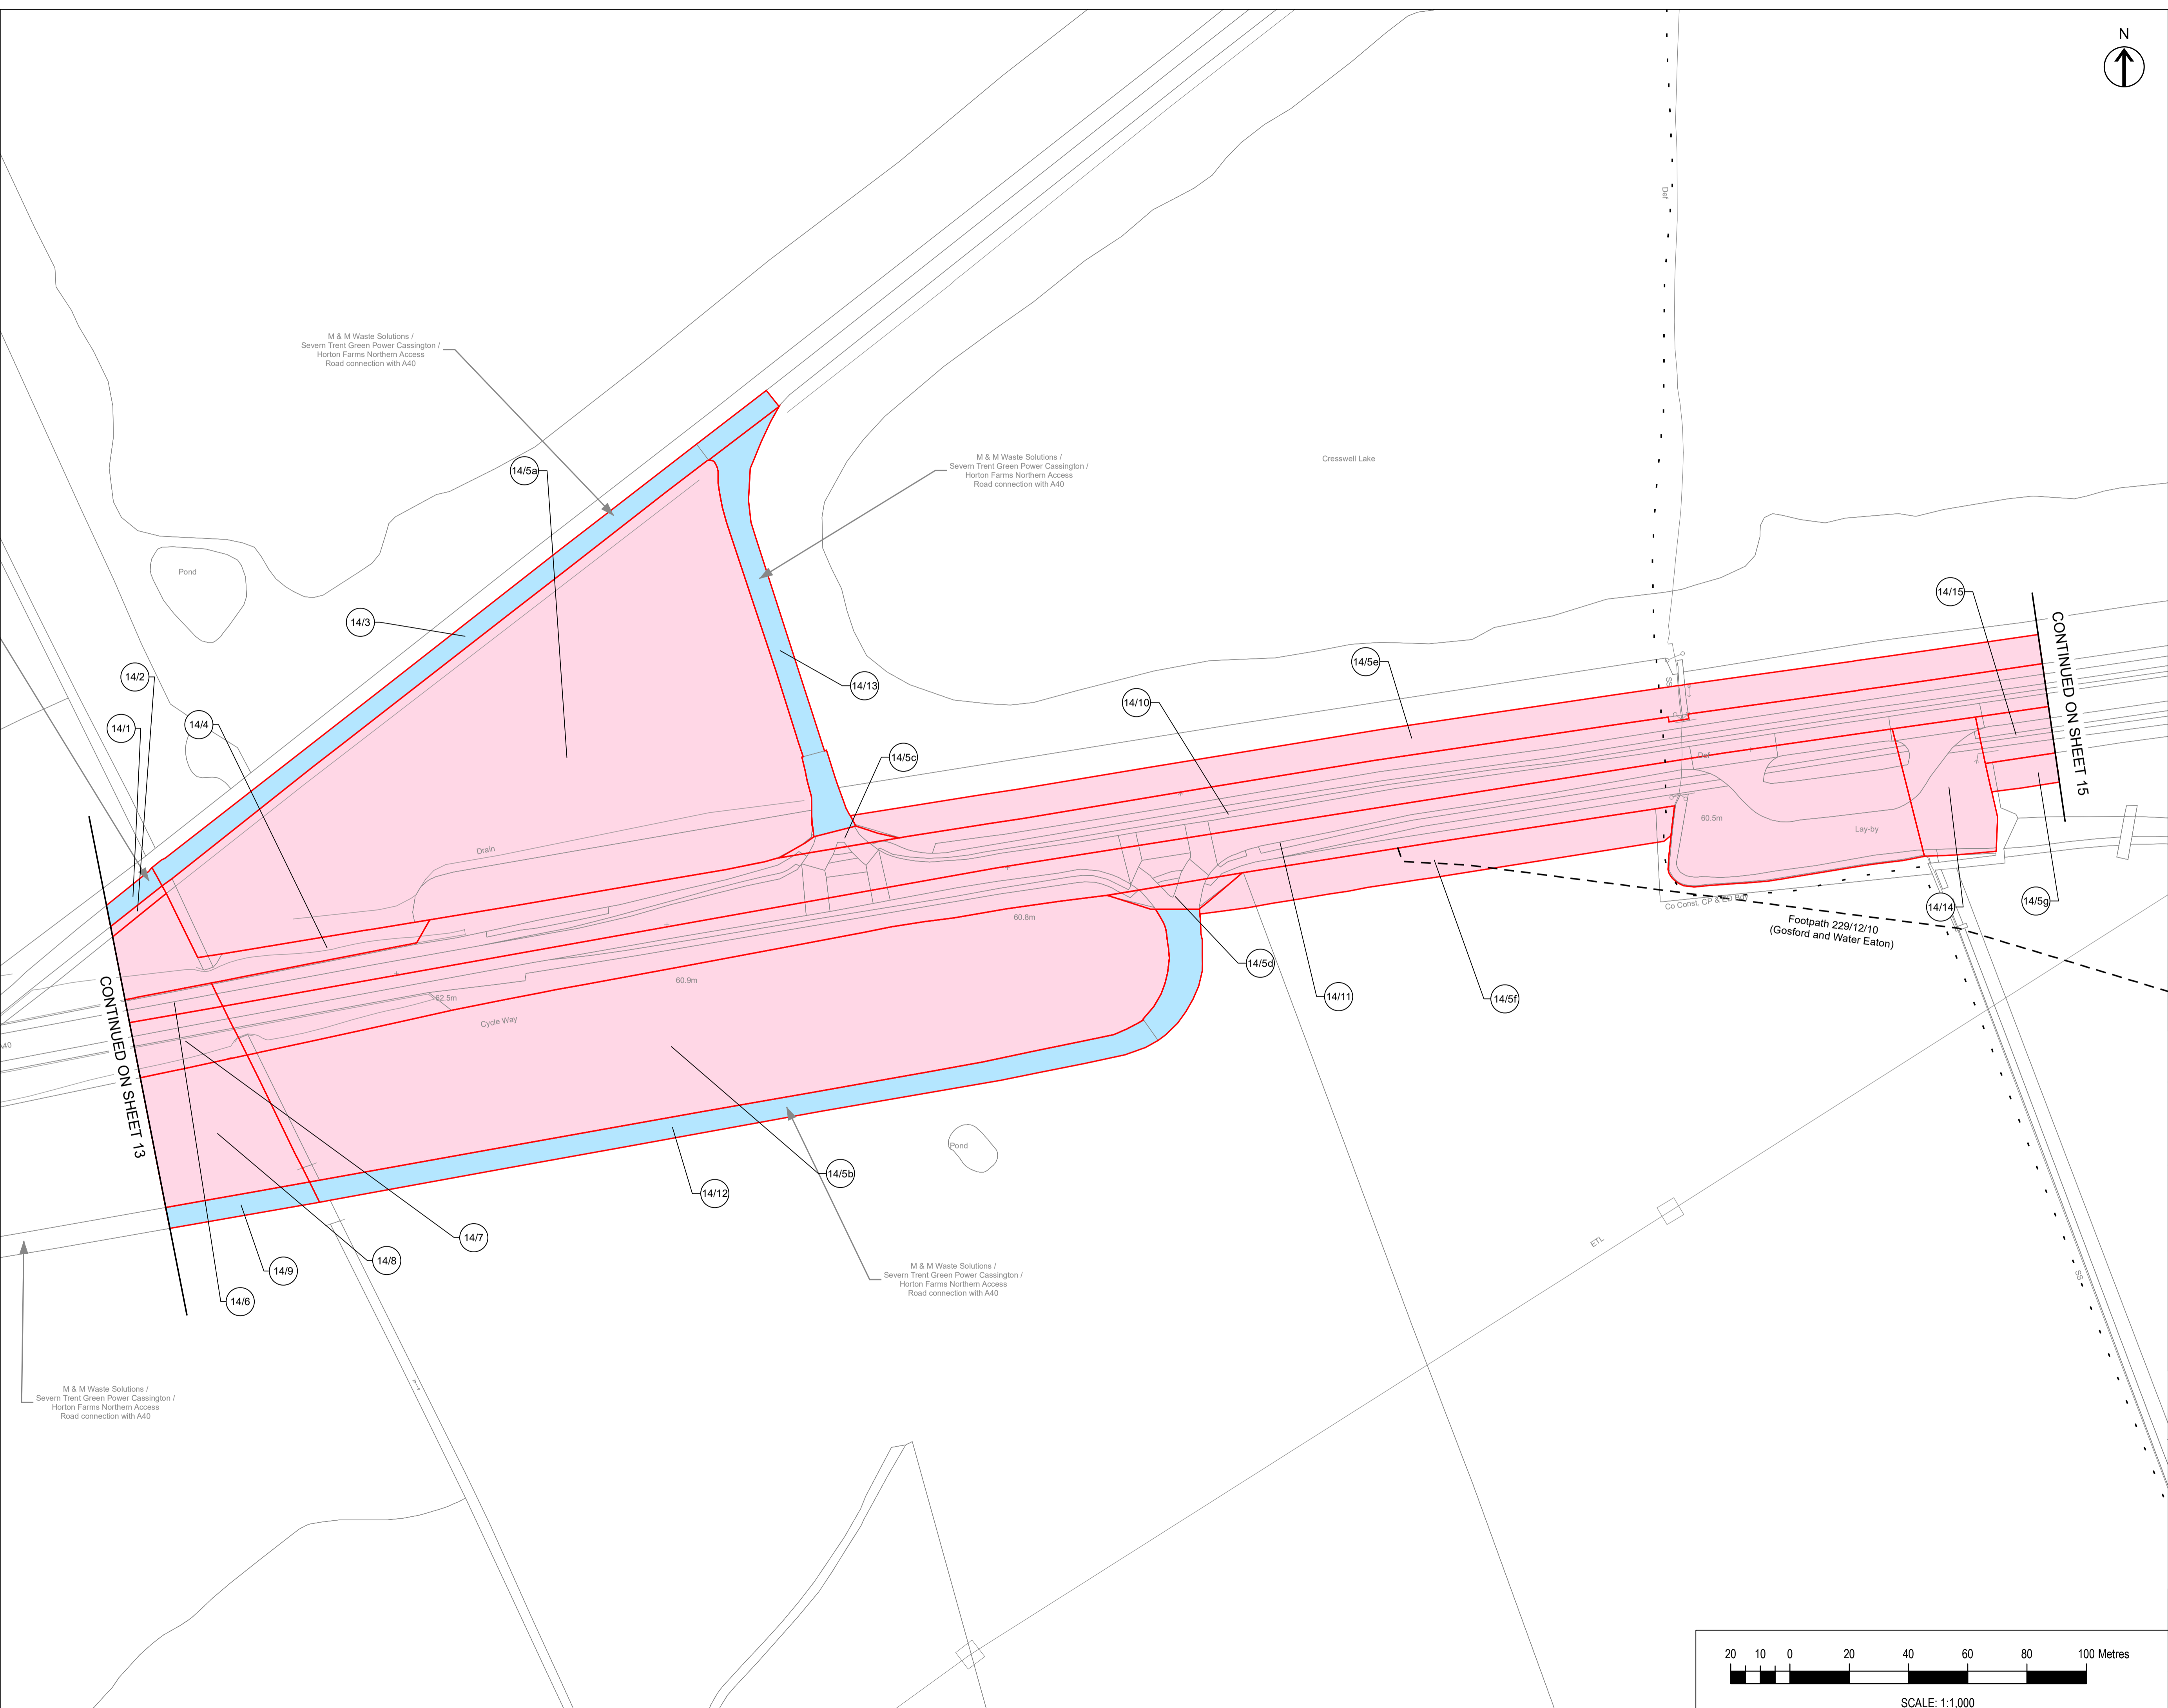 N
Def
M & M Waste Solutions /
Severn Trent Green Power Cassington /
Horton Farms Northern Access
Road connection with A40
14/5a
M & M Waste Solutions /
Severn Trent Green Power Cassington /
Horton Farms Northern Access
Road connection with A40
Cresswell Lake
Pond
14/3
14/15
CONTINUED ON SHEET 15
14/2
14/1
14/4
14/13
14/5e
SS
14/10
14/5c
Def
60.5m
Lay-by
Drain
Co Const, CP & ED Bdy
14/14
14/5g
Footpath 229/12/10
(Gosford and Water Eaton)
60.8m
14/5d
14/11
14/5f
60.9m
62.5m
Cycle Way
A40
CONTINUED ON SHEET 13
Pond
14/5b
14/12
14/7
14/8
14/9
14/6
ETL
SS
M & M Waste Solutions /
Severn Trent Green Power Cassington /
Horton Farms Northern Access
Road connection with A40
M & M Waste Solutions /
Severn Trent Green Power Cassington /
Horton Farms Northern Access
Road connection with A40
20 10 0 20 40 60 80 100 Metres
SCALE: 1:1,000